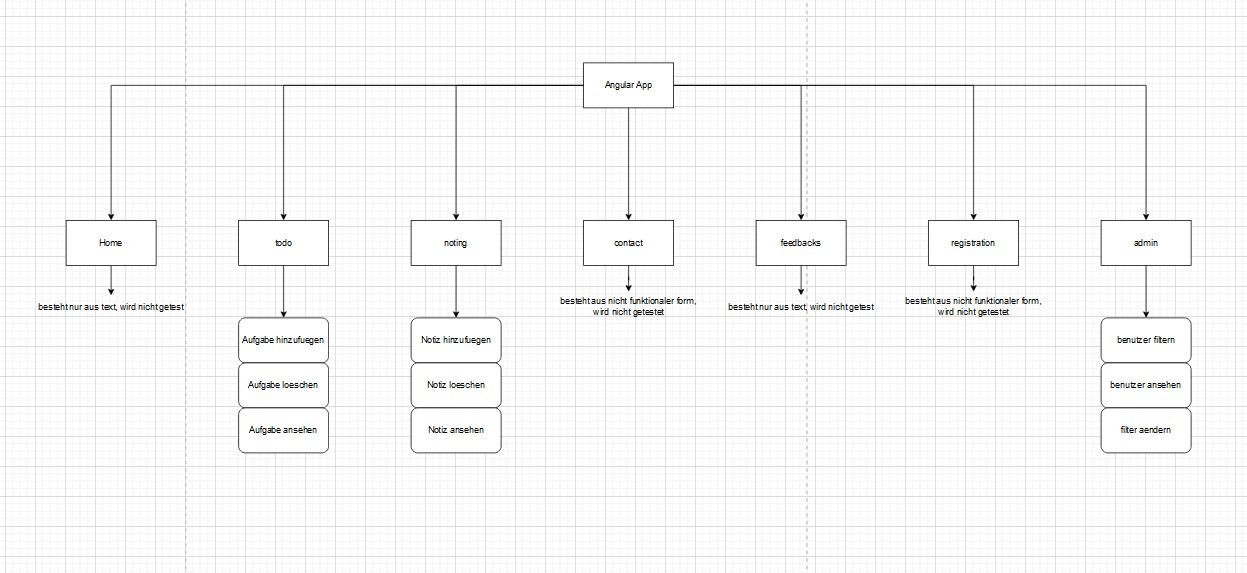 Angular App
Home
todo
noting
contact
feedbacks
registration
admin
besteht nur aus text, wird nicht getest
besteht aus nicht funktionaler form,
wird nicht getestet
besteht nur aus text, wird nicht getest
besteht aus nicht funktionaler form,
wird nicht getestet
Aufgabe hinzufuegen
Notiz hinzufuegen
benutzer filtern
Aufgabe loeschen
Notiz loeschen
benutzer ansehen
Aufgabe ansehen
Notiz ansehen
filter aendern